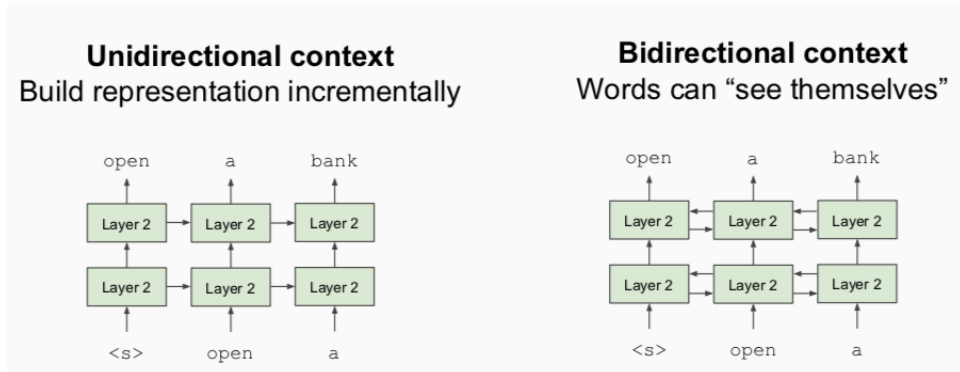 Unidirectional context
Build representation incrementally
open a bank
Layer 2 Layer 2 Layer 2
Layer 2 Layer 2 Layer 2
<s> open a
Bidirectional context
Words can “see themselves”
open a bank
Layer 2 Layer 2 Layer 2
Layer 2 Layer 2 Layer 2
<s> open a